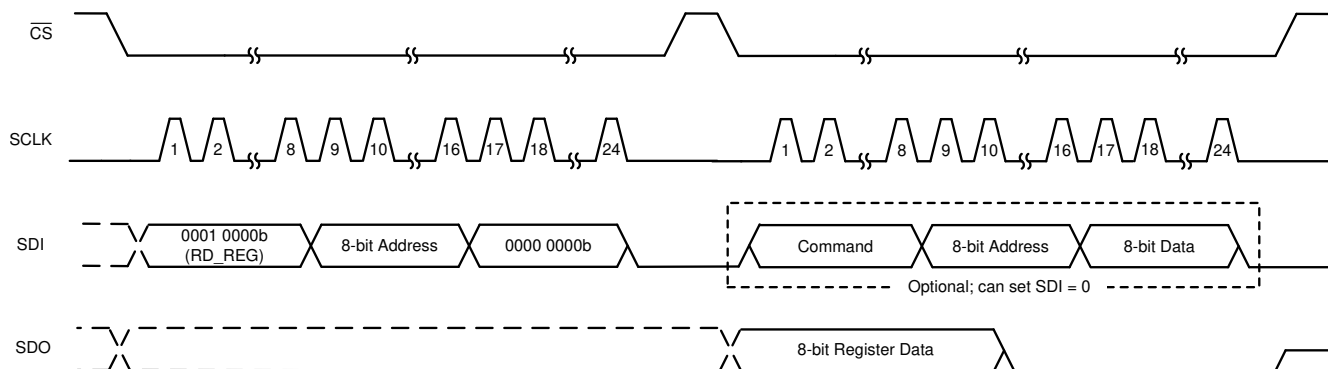 CS
SCLK
1 2 8 9 10 16 17 18 24 1 2 8 9 10 16 17 18 24
SDI
0001 0000b
(RD_REG)
8-bit Address
0000 0000b
Command
8-bit Address
8-bit Data
Optional; can set SDI = 0
SDO
8-bit Register Data